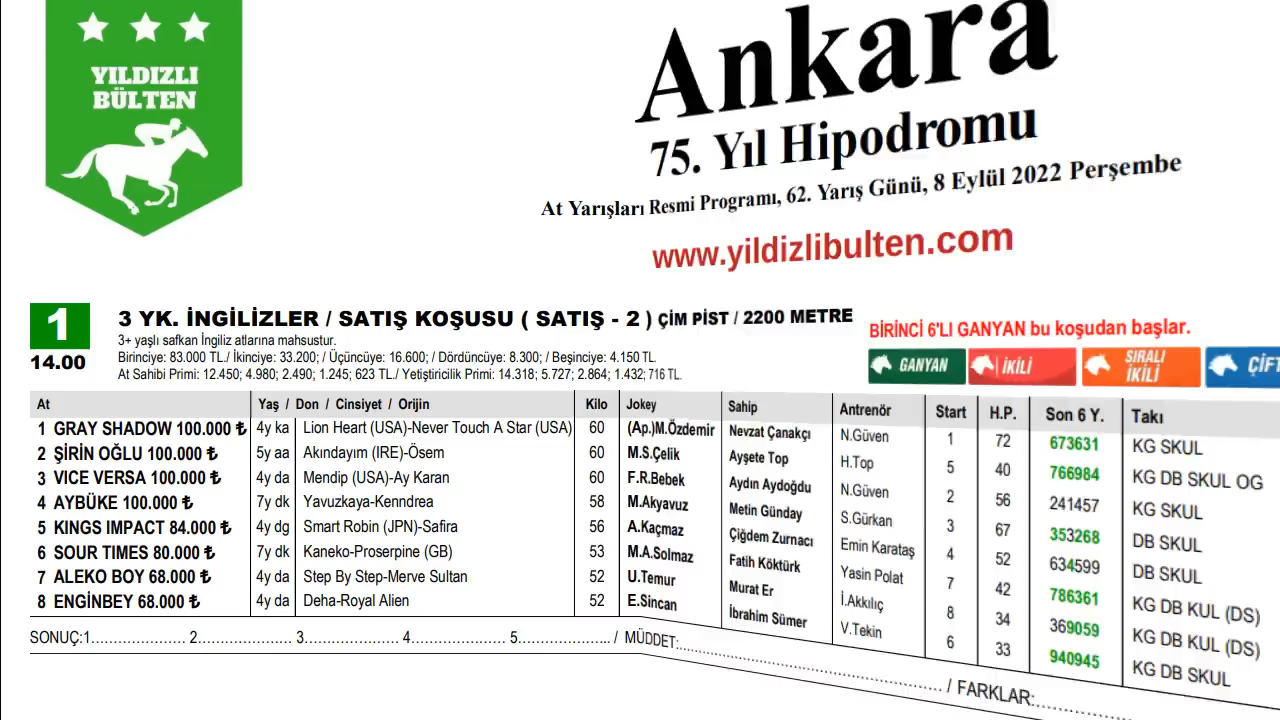 YILDIZLI
BÜLTEN
Ankara
75. Yıl Hipodromu
At Yarışları Resmi Programı, 62. Yarış Günü, 8 Eylül 2022 Perşembe
www.yildizlibulten.com
1
14.00
3 YK. İNGİLİZLER / SATIŞ KOŞUSU ( SATIŞ - 2 ) ÇİM PİST / 2200 METRE
3+ yaşlı safkan İngiliz atlarına mahsustur.
Birinciye: 83.000 TL./ İkinciye: 33.200; / Üçüncüye: 16.600; / Dördüncüye: 8.300; / Beşinciye: 4.150 TL.
At Sahibi Primi: 12.450; 4.980; 2.490; 1.245; 623 TL./ Yetiştiricilik Primi: 14.318; 5.727; 2.864; 1.432; 716 TL.
BİRİNCİ 6'LI GANYAN bu koşudan başlar.
GANYAN İKİLİ SIRALI İKİLİ ÇİFT
At Yaş / Don / Cinsiyet / Orijin Kilo Jokey Sahip Antrenör Start H.P. Son 6 Y. Takı
1 GRAY SHADOW 100.000 ₺ 4y ka Lion Heart (USA)-Never Touch A Star (USA) 60 (Ap.)M.Özdemir Nevzat Çanakçı N.Güven 1 72 673631 KG SKUL
2 ŞİRİN OĞLU 100.000 ₺ 5y aa Akındayım (IRE)-Ösem 60 M.S.Çelik Ayşete Top H.Top 5 40 766984 KG DB SKUL OG
3 VICE VERSA 100.000 ₺ 4y da Mendip (USA)-Ay Karan 60 F.R.Bebek Aydın Aydoğdu N.Güven 2 56 241457 KG SKUL
4 AYBÜKE 100.000 ₺ 7y dk Yavuzkaya-Kenndrea 58 M.Akyavuz Metin Günday S.Gürkan 3 67 353268 DB SKUL
5 KINGS IMPACT 84.000 ₺ 4y dg Smart Robin (JPN)-Safira 56 A.Kaçmaz Çiğdem Zurnacı Emin Karataş 4 52 634599 DB SKUL
6 SOUR TIMES 80.000 ₺ 7y dk Kaneko-Proserpine (GB) 53 M.A.Solmaz Fatih Köktürk Yasin Polat 7 42 786361 KG DB KUL (DS)
7 ALEKO BOY 68.000 ₺ 4y da Step By Step-Merve Sultan 52 U.Temur Murat Er İ.Akkılıç 8 34 369059 KG DB KUL (DS)
8 ENGİNBEY 68.000 ₺ 4y da Deha-Royal Alien 52 E.Sincan İbrahim Sümer V.Tekin 6 33 940945 KG DB SKUL
SONUÇ:1................... 2.................... 3.................... 4.................... 5.................... / MÜDDET:.................................................. / FARKLAR:....................